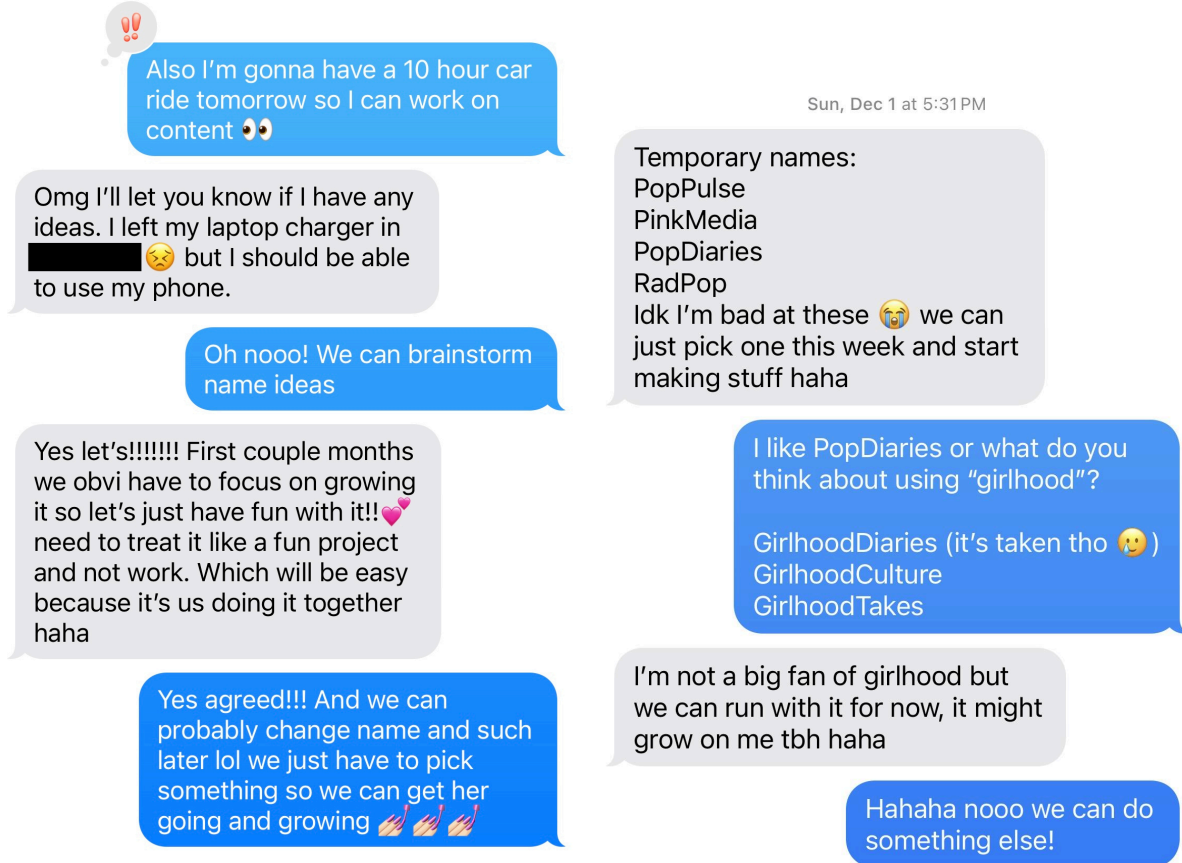 Also I'm gonna have a 10 hour car
ride tomorrow so I can work on
content 👀
Omg I'll let you know if I have any
ideas. I left my laptop charger in
😣 but I should be able
to use my phone.
Oh nooo! We can brainstorm
name ideas
Yes let's!!!!!!! First couple months
we obvi have to focus on growing
it so let's just have fun with it!!💕
need to treat it like a fun project
and not work. Which will be easy
because it's us doing it together
haha
Yes agreed!!! And we can
probably change name and such
later lol we just have to pick
something so we can get her
going and growing 💅🏻💅🏻💅🏻
Sun, Dec 1 at 5:31 PM
Temporary names:
PopPulse
PinkMedia
PopDiaries
RadPop
Idk I'm bad at these 😭 we can
just pick one this week and start
making stuff haha
I like PopDiaries or what do you
think about using “girlhood”?
GirlhoodDiaries (it's taken tho 🥲)
GirlhoodCulture
GirlhoodTakes
I'm not a big fan of girlhood but
we can run with it for now, it might
grow on me tbh haha
Hahaha nooo we can do
something else!